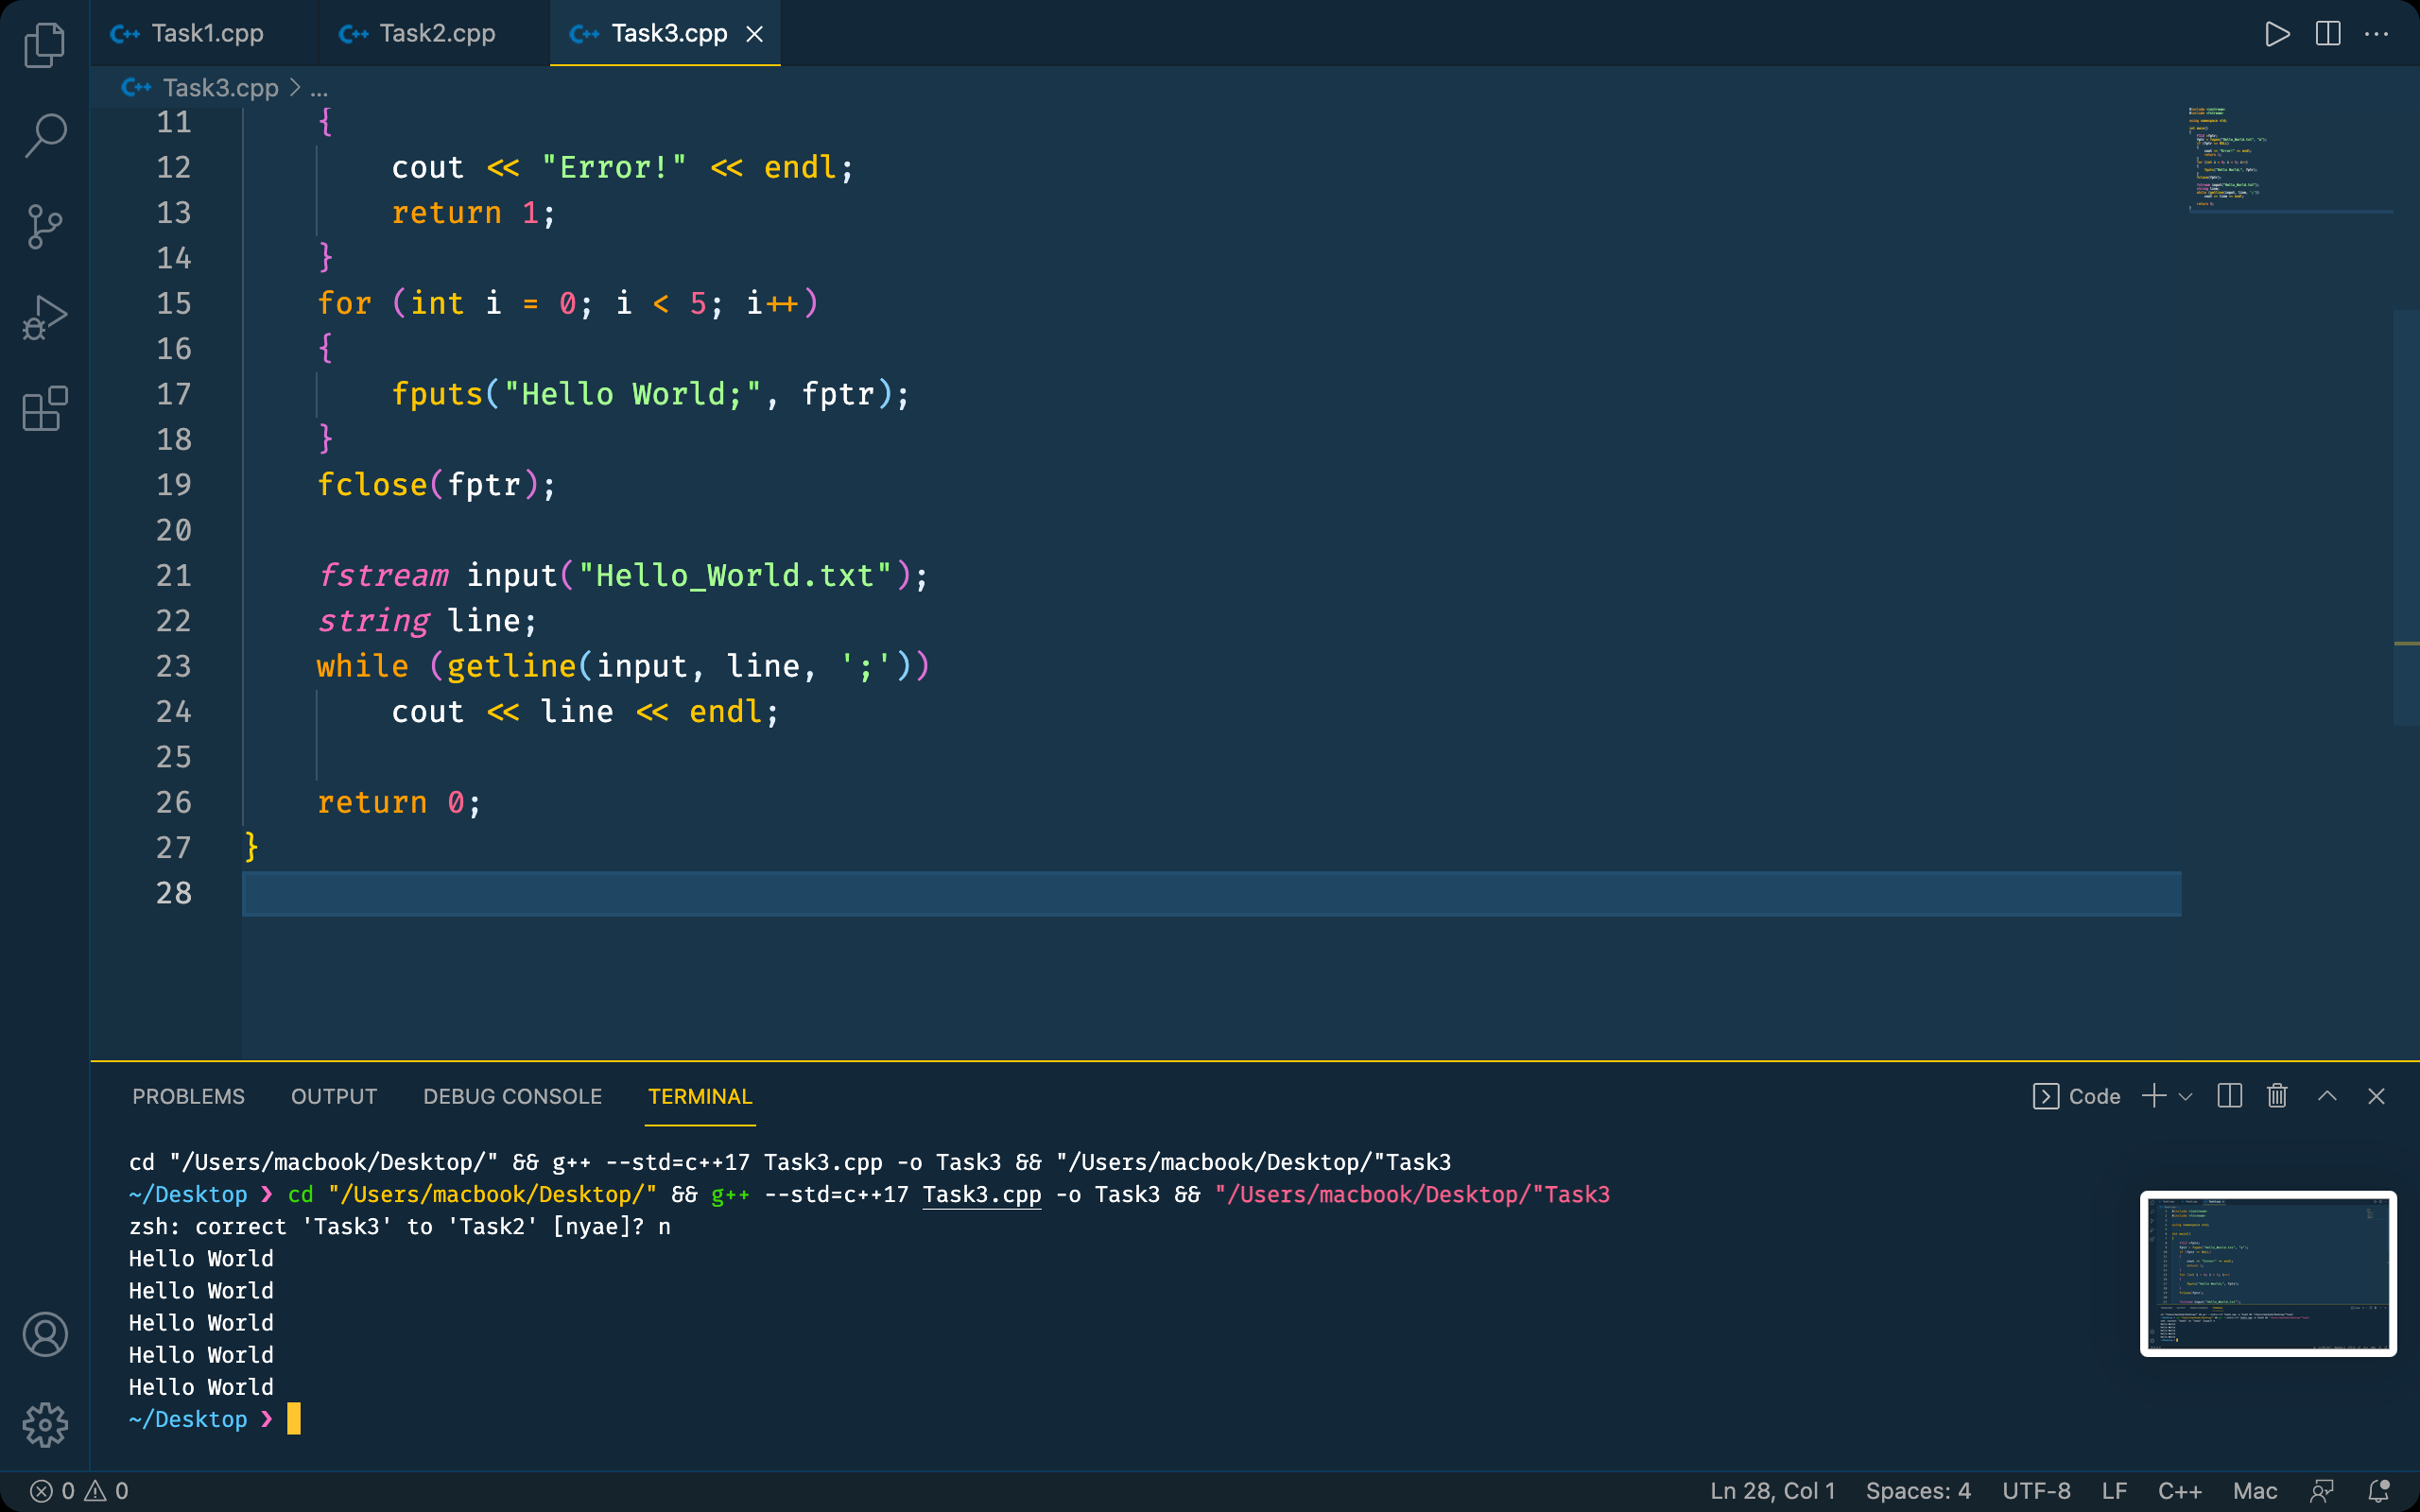 Task1.cpp Task2.cpp Task3.cpp
Task3.cpp > ...
11 {
12 cout << "Error!" << endl;
13 return 1;
14 }
15 for (int i = 0; i < 5; i++)
16 {
17 fputs("Hello World;", fptr);
18 }
19 fclose(fptr);
20
21 fstream input("Hello_World.txt");
22 string line;
23 while (getline(input, line, ';'))
24 cout << line << endl;
25
26 return 0;
27 }
28
PROBLEMS OUTPUT DEBUG CONSOLE TERMINAL Code
cd "/Users/macbook/Desktop/" && g++ --std=c++17 Task3.cpp -o Task3 && "/Users/macbook/Desktop/"Task3
~/Desktop ❯ cd "/Users/macbook/Desktop/" && g++ --std=c++17 Task3.cpp -o Task3 && "/Users/macbook/Desktop/"Task3
zsh: correct 'Task3' to 'Task2' [nyae]? n
Hello World
Hello World
Hello World
Hello World
Hello World
~/Desktop ❯
0 0 Ln 28, Col 1 Spaces: 4 UTF-8 LF C++ Mac